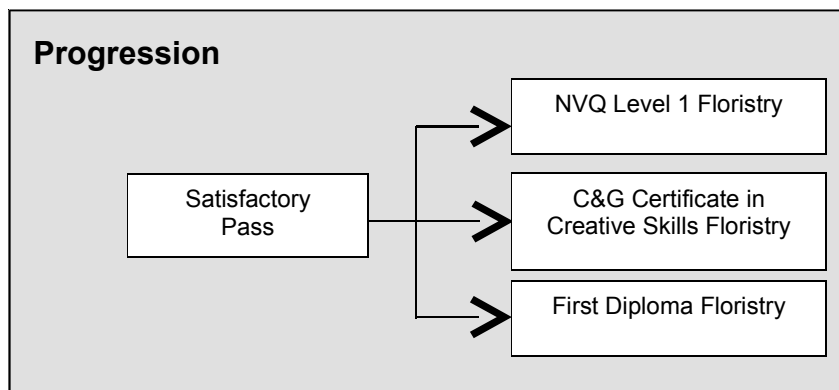 Progression
NVQ Level 1 Floristry
Satisfactory
Pass
C&G Certificate in
Creative Skills Floristry
First Diploma Floristry